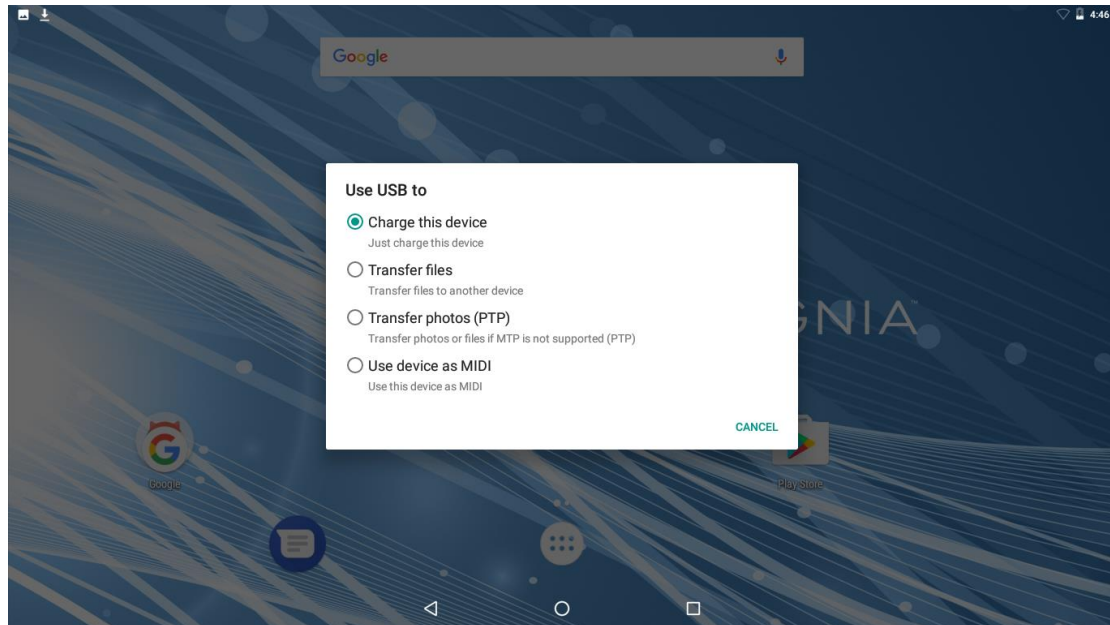 4:46
Google
Use USB to
Charge this device
Just charge this device
Transfer files
Transfer files to another device
Transfer photos (PTP)
Transfer photos or files if MTP is not supported (PTP)
Use device as MIDI
Use this device as MIDI
CANCEL
GNIA™
Google
Play Store